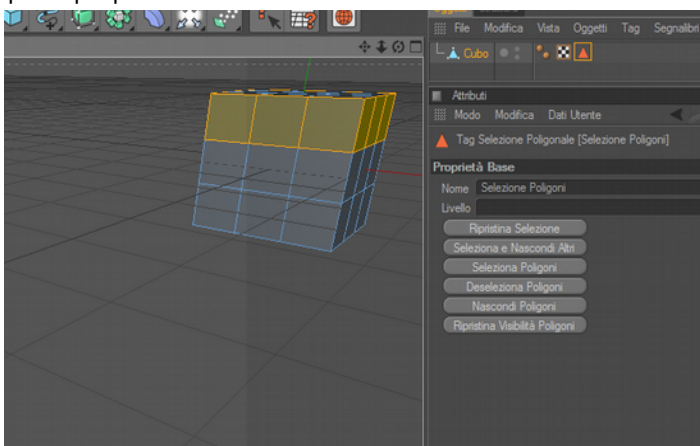 File Modifica Vista Oggetti Tag Segnalibri
Cubo
Attributi
Modo Modifica Dati Utente
Tag Selezione Poligonale [Selezione Poligoni]
Proprietà Base
Nome Selezione Poligoni
Livello
Ripristina Selezione
Seleziona e Nascondi Altri
Seleziona Poligoni
Deseleziona Poligoni
Nascondi Poligoni
Ripristina Visibilità Poligoni